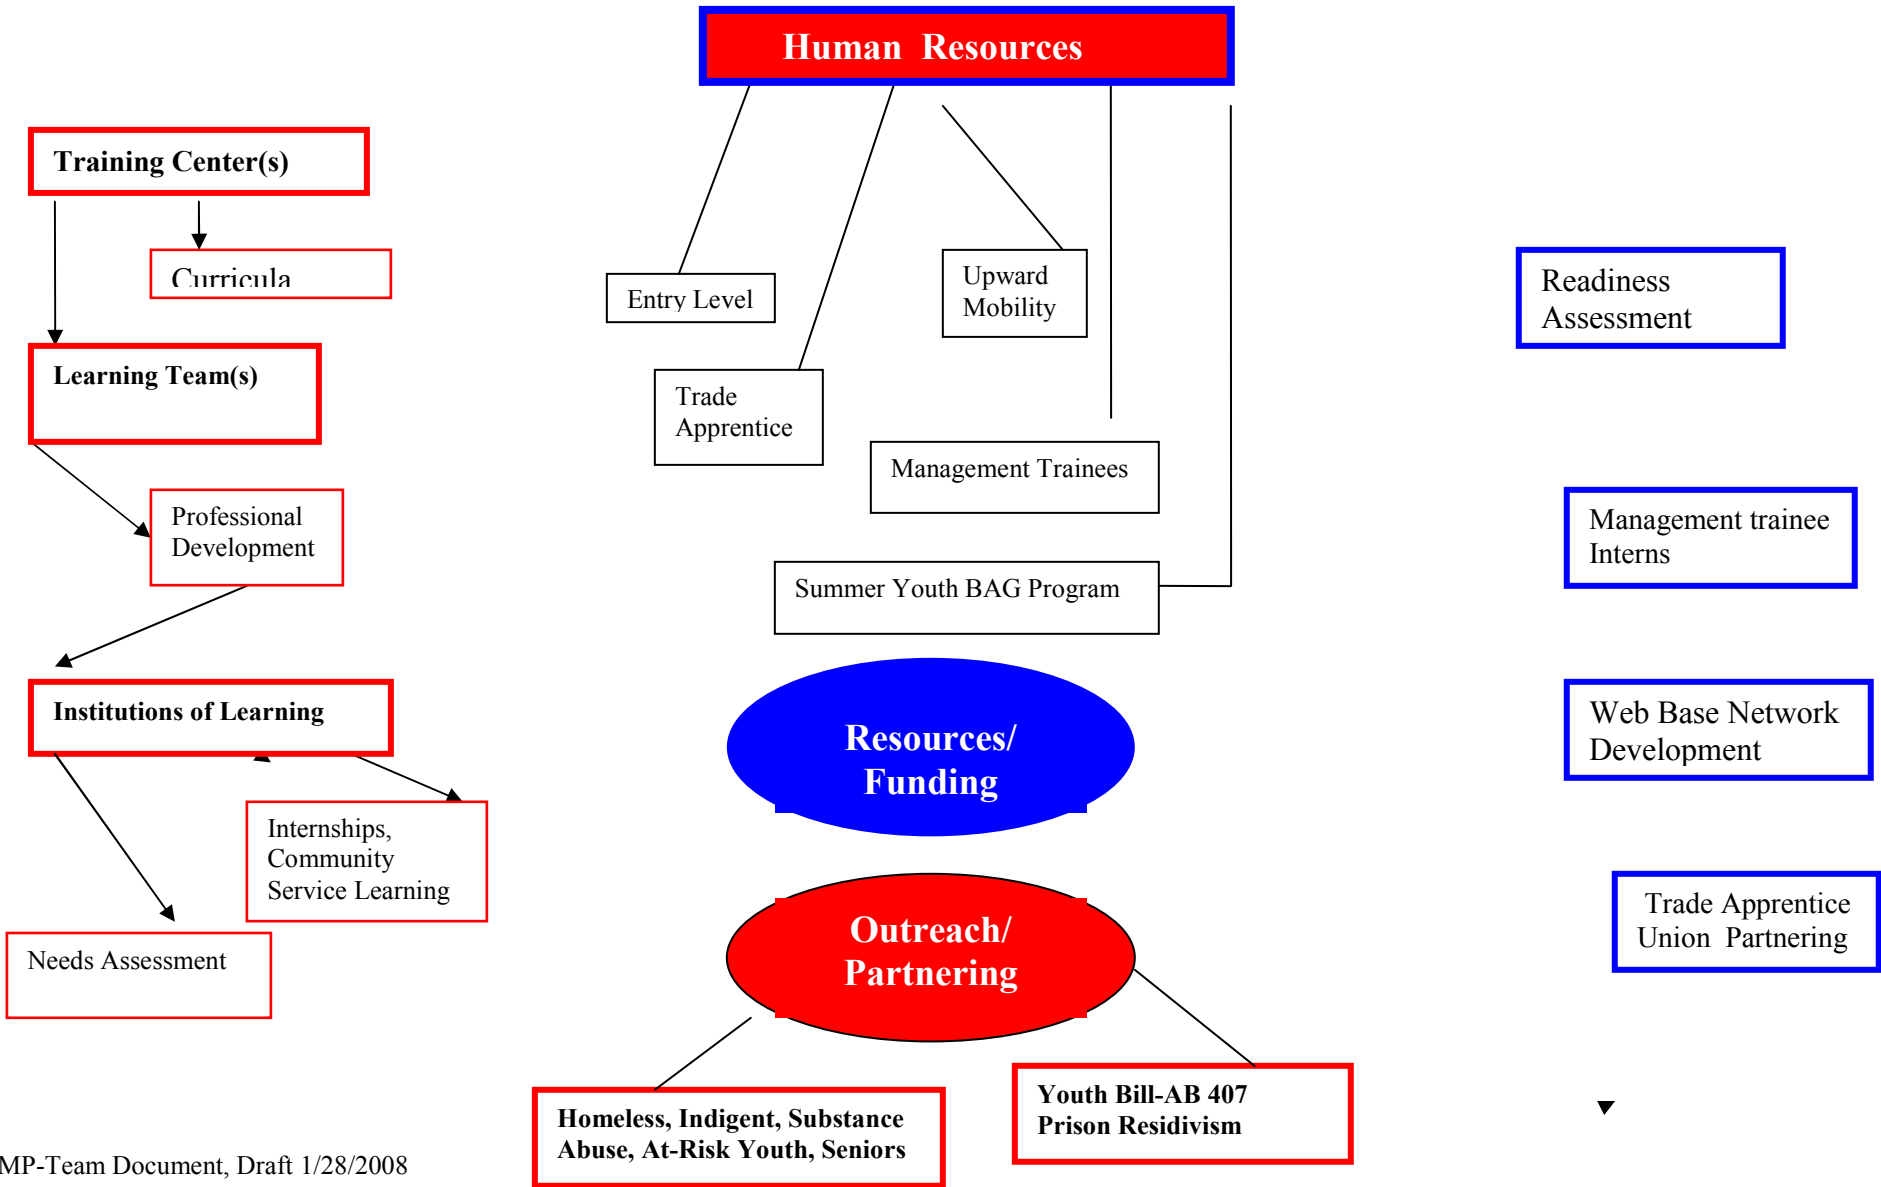 Human Resources
Training Center(s)
Curricula
Learning Team(s)
Professional
Development
Institutions of Learning
Internships,
Community
Service Learning
Needs Assessment
Entry Level
Upward
Mobility
Trade
Apprentice
Management Trainees
Summer Youth BAG Program
Resources/
Funding
Outreach/
Partnering
Homeless, Indigent, Substance
Abuse, At-Risk Youth, Seniors
Youth Bill-AB 407
Prison Residivism
Readiness
Assessment
Management trainee
Interns
Web Base Network
Development
Trade Apprentice
Union Partnering
MP-Team Document, Draft 1/28/2008